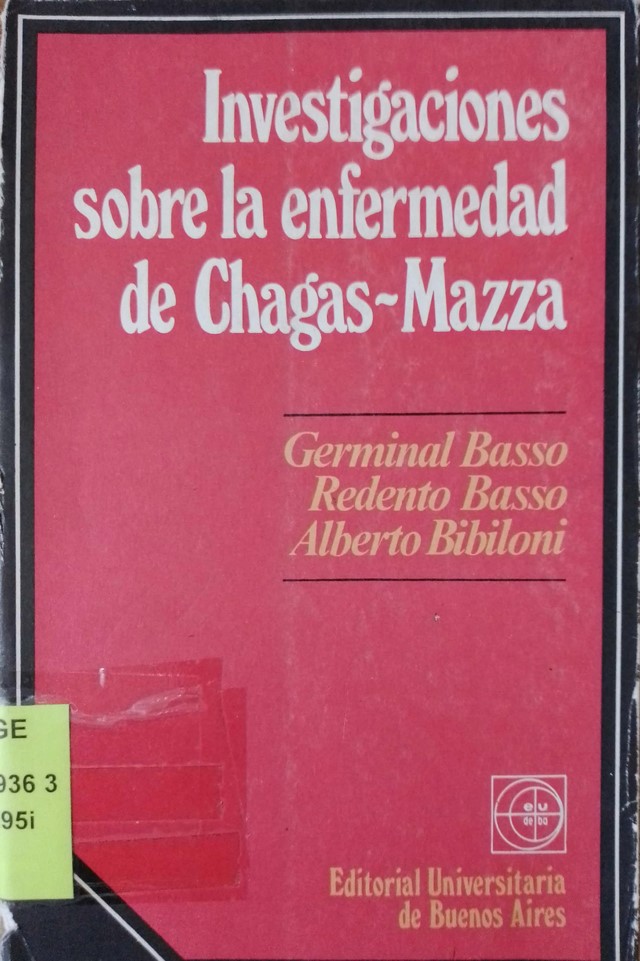 Investigaciones
sobre la enfermedad
de Chagas~Mazza
Germinal Basso
Redento Basso
Alberto Bibiloni
GE
936 3
95i
eu
de ba
Editorial Universitaria
de Buenos Aires